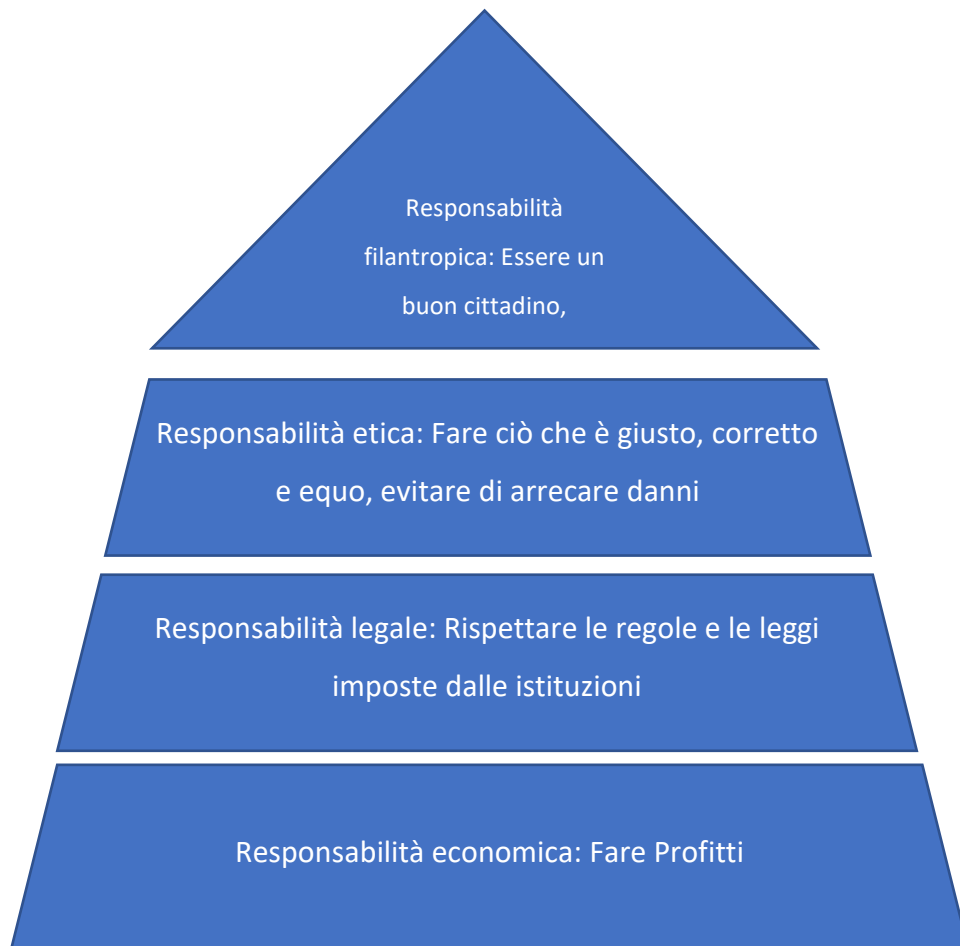 Responsabilità
filantropica: Essere un
buon cittadino,
Responsabilità etica: Fare ciò che è giusto, corretto
e equo, evitare di arrecare danni
Responsabilità legale: Rispettare le regole e le leggi
imposte dalle istituzioni
Responsabilità economica: Fare Profitti